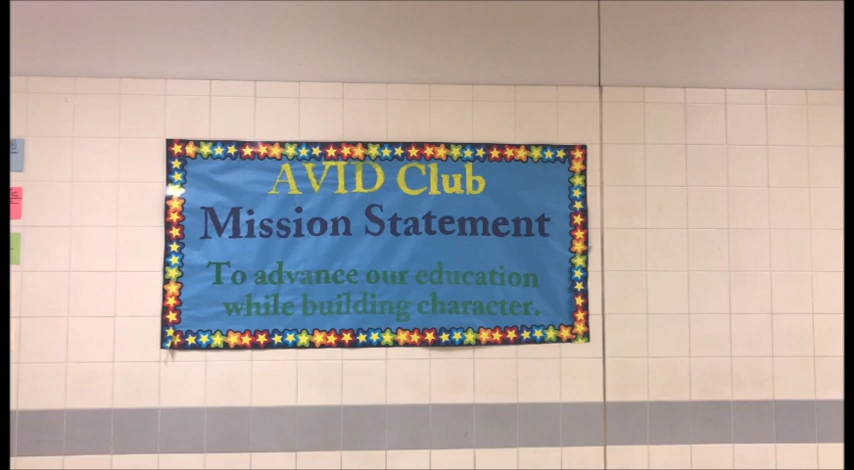 AVID Club
Mission Statement
To advance our education
while building character.